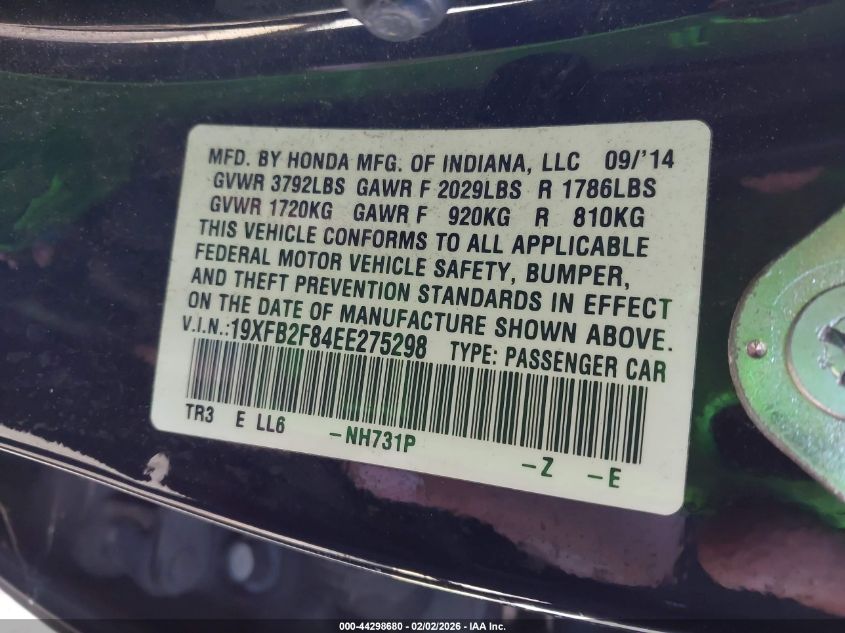 MFD. BY HONDA MFG. OF INDIANA, LLC 09/'14
GVWR 3792LBS GAWR F 2029LBS R 1786LBS
GVWR 1720KG GAWR F 920KG R 810KG
THIS VEHICLE CONFORMS TO ALL APPLICABLE
FEDERAL MOTOR VEHICLE SAFETY, BUMPER,
AND THEFT PREVENTION STANDARDS IN EFFECT
ON THE DATE OF MANUFACTURE SHOWN ABOVE.
V.I.N.:19XFB2F84EE275298 TYPE: PASSENGER CAR
TR3 E LL6 -NH731P -Z -E
000-44298680 - 02/02/2026 - IAA Inc.